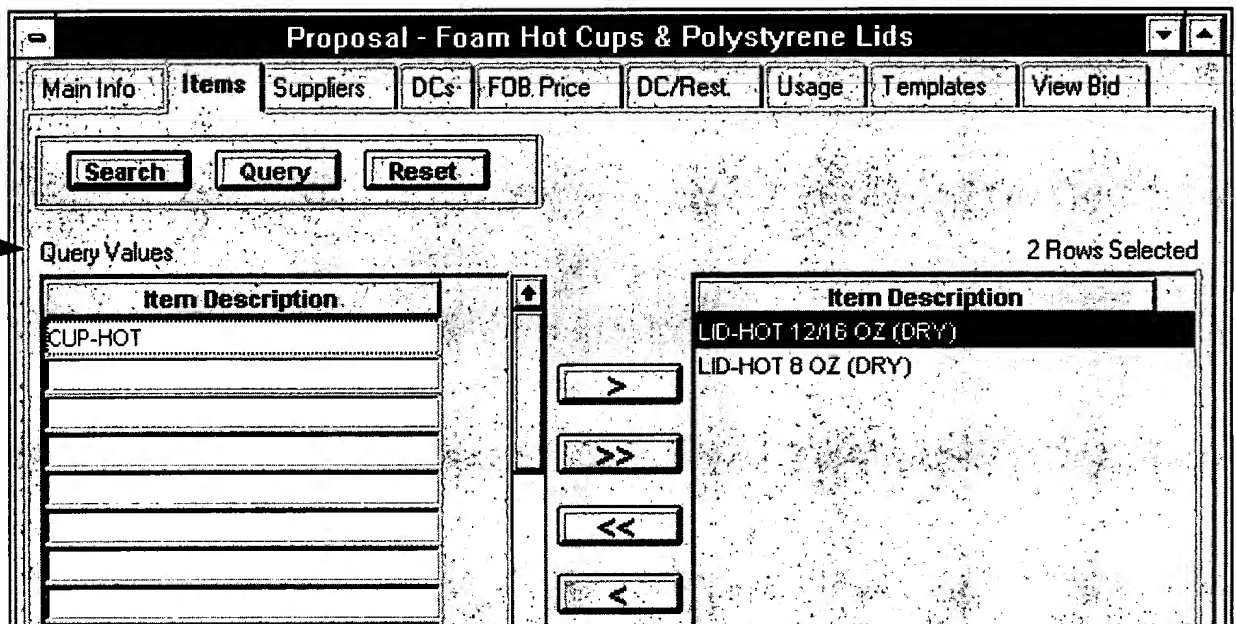 Proposal - Foam Hot Cups & Polystyrene Lids
Main Info Items Suppliers DCs FOB Price DC/Rest. Usage Templates View Bid
Search Query Reset
Query Values 2 Rows Selected
Item Description Item Description
CUP-HOT LID-HOT 12/16 OZ (DRY)
LID-HOT 8 OZ (DRY)
>
>>
<<
<